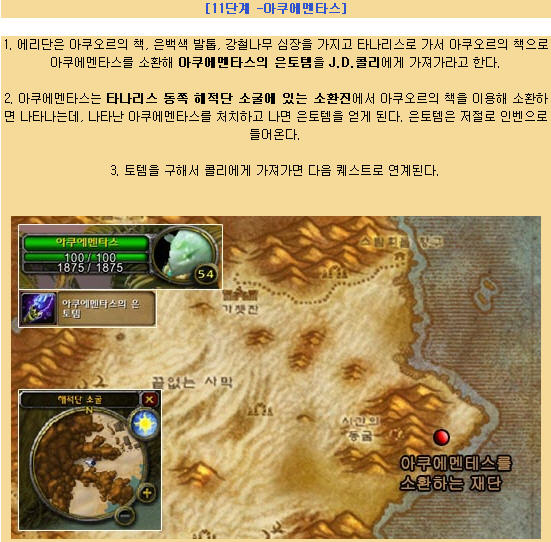 [11단계 -아쿠에멘타스]
1. 에리단은 아쿠오르의 책, 은백색 발톱, 강철나무 심장을 가지고 타나리스로 가서 아쿠오르의 책으로
아쿠에멘타스를 소환해 아쿠에멘타스의 은토템을 J.D.콜리에게 가져가라고 한다.
2. 아쿠에멘타스는 타나리스 동쪽 해적단 소굴에 있는 소환진에서 아쿠오르의 책을 이용해 소환하
면 나타나는데, 나타난 아쿠에멘타스를 처치하고 나면 은토템을 얻게 된다. 은토템은 저절로 인벤으로
들어온다.
3. 토템을 구해서 콜리에게 가져가면 다음 퀘스트로 연계된다.
아쿠에멘타스
100 / 100
1875 / 1875
54
아쿠에멘타스의 은
토템
스팀휘들 항구
가젯잔
끝없는 사막
시간의
동굴
해적단 소굴
N
아쿠에멘테스를
소환하는 재단